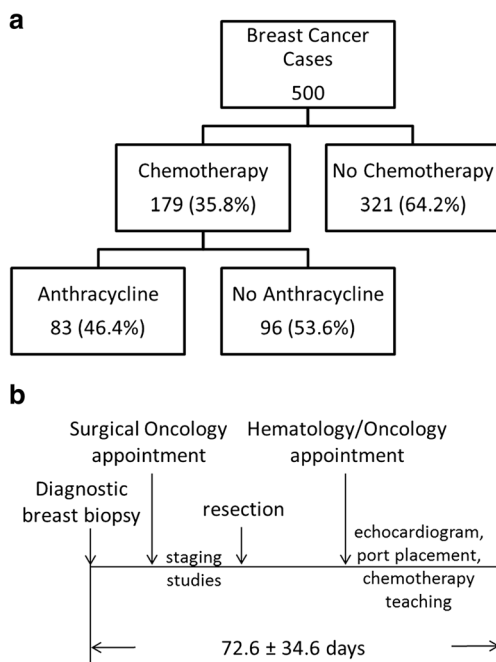 a
Breast Cancer
Cases
500
Chemotherapy
179 (35.8%)
No Chemotherapy
321 (64.2%)
Anthracycline
83 (46.4%)
No Anthracycline
96 (53.6%)
b
Surgical Oncology
appointment
Hematology/Oncology
appointment
Diagnostic
breast biopsy
resection
staging
studies
echocardiogram,
port placement,
chemotherapy
teaching
72.6 ± 34.6 days